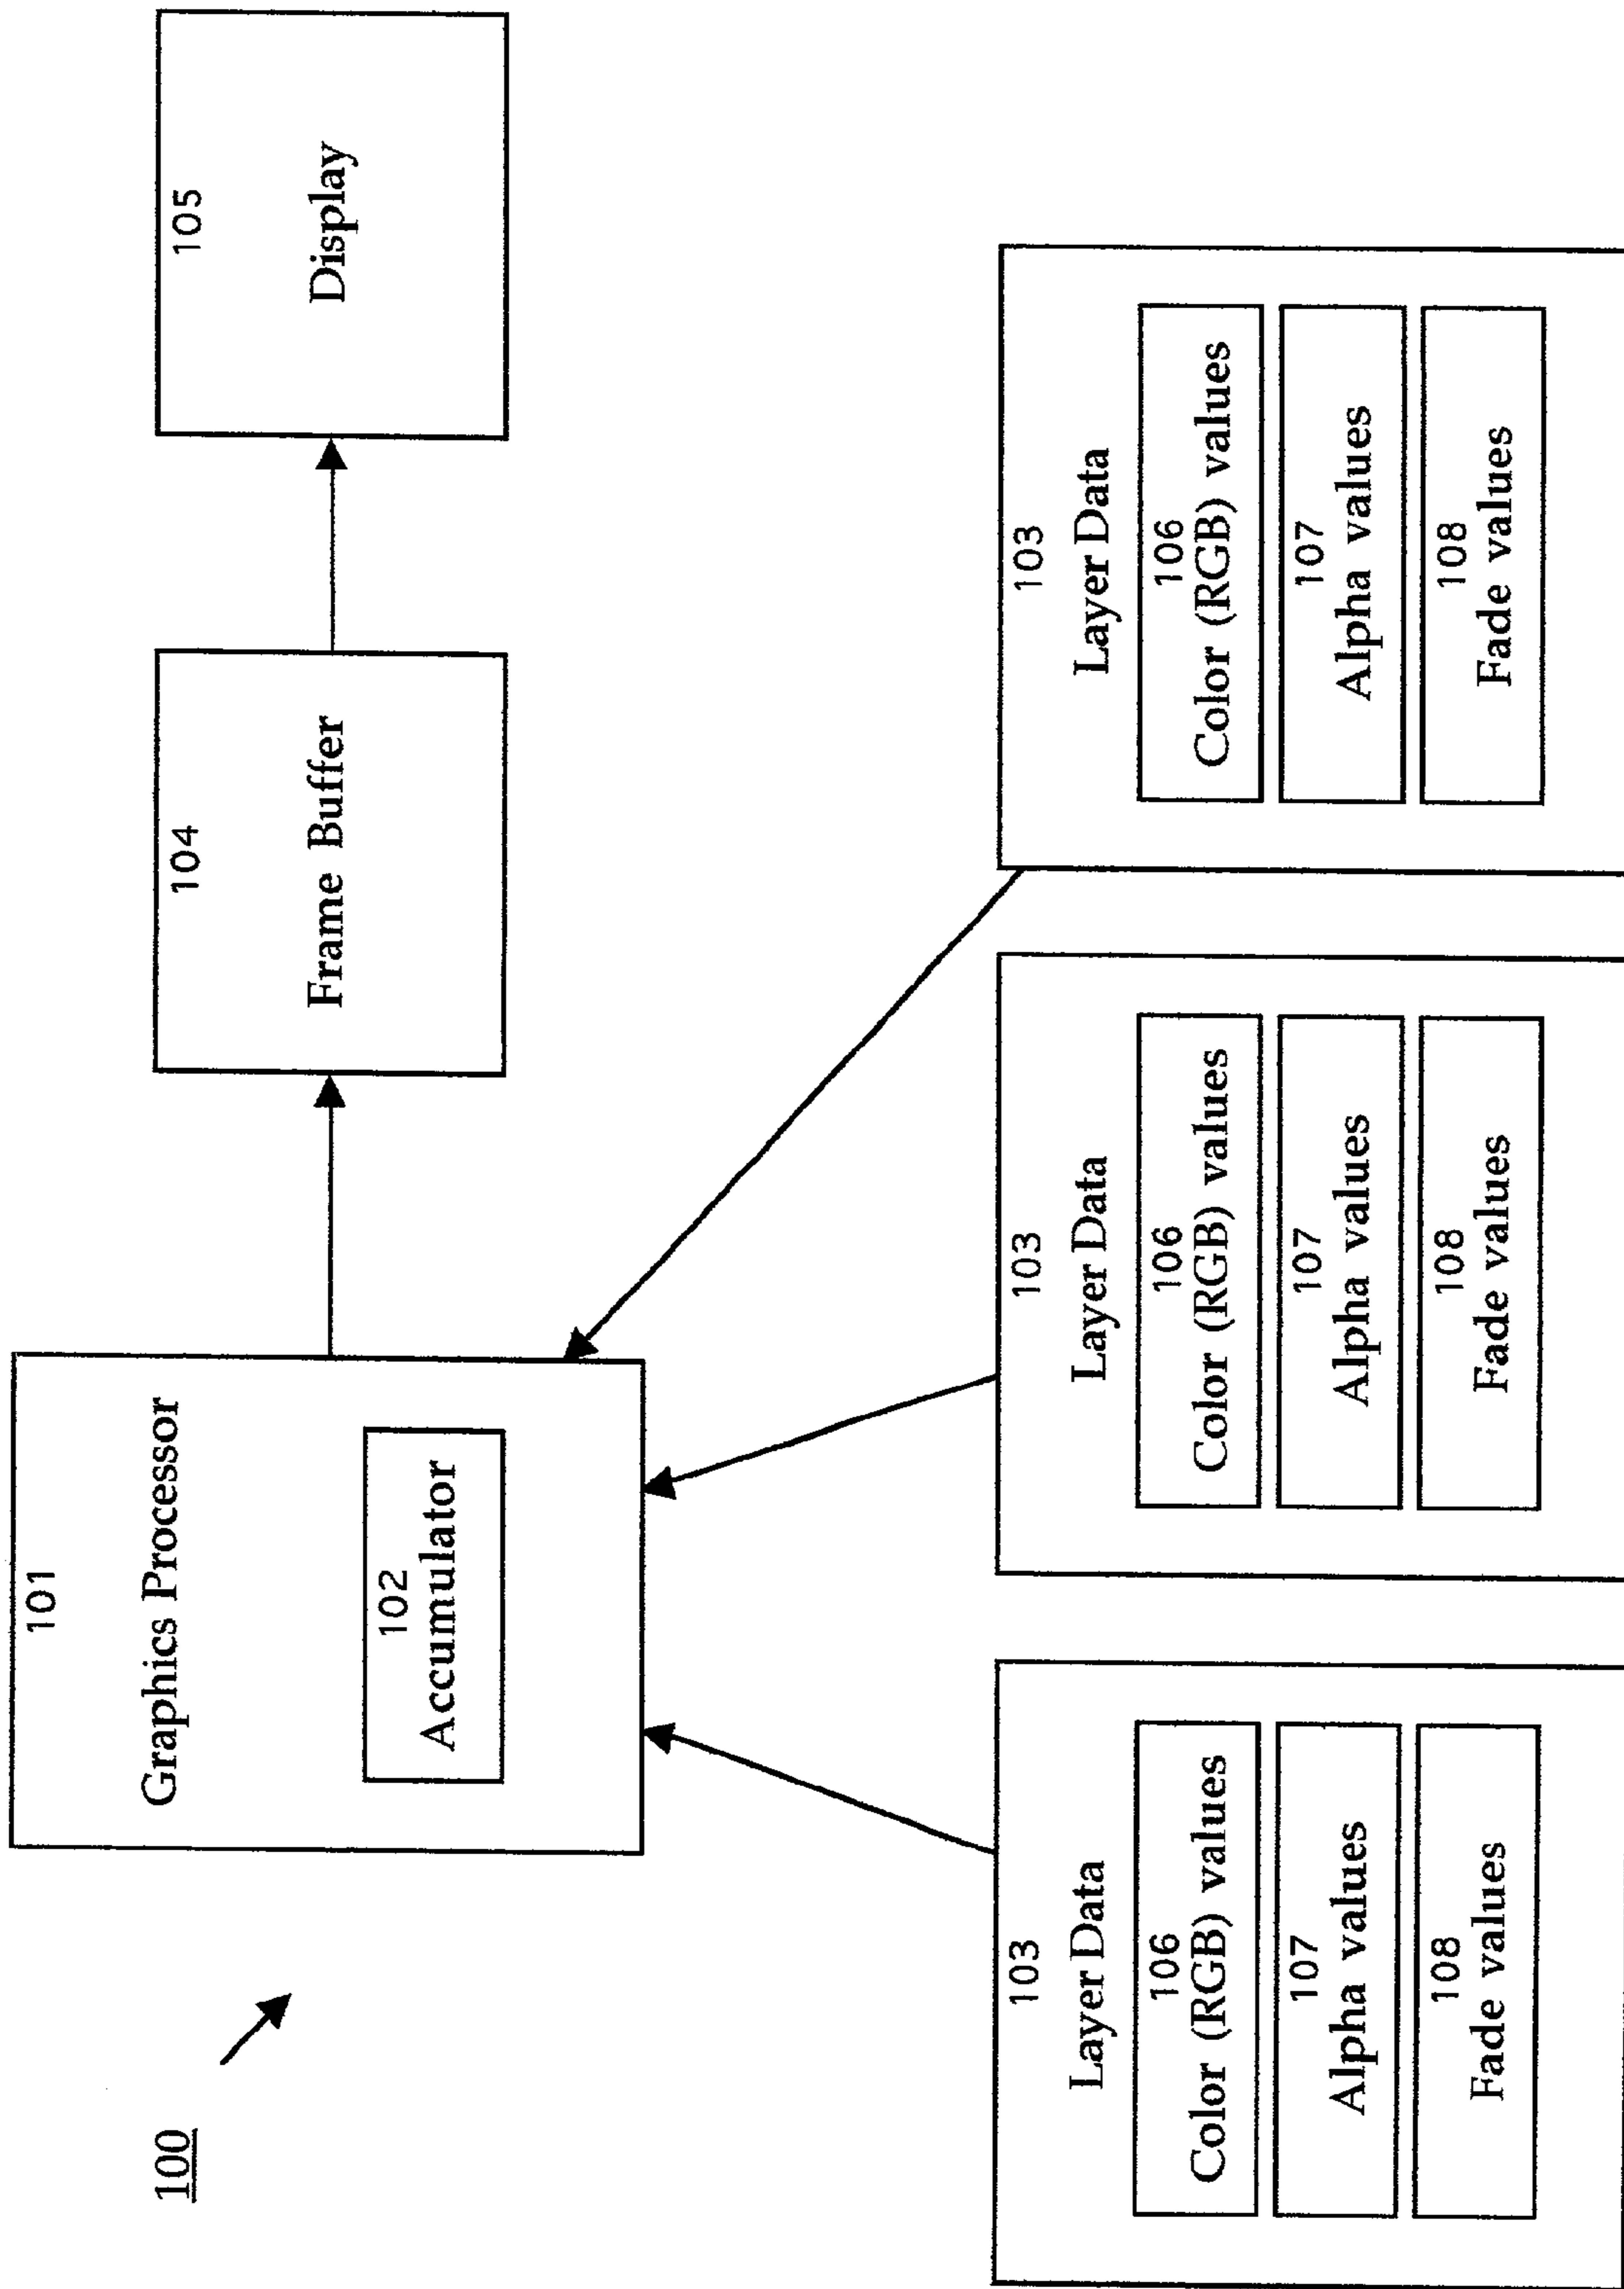 100
101
Graphics Processor
102
Accumulator
104
Frame Buffer
105
Display
103
Layer Data
106
Color (RGB) values
107
Alpha values
108
Fade values
103
Layer Data
106
Color (RGB) values
107
Alpha values
108
Fade values
103
Layer Data
106
Color (RGB) values
107
Alpha values
108
Fade values